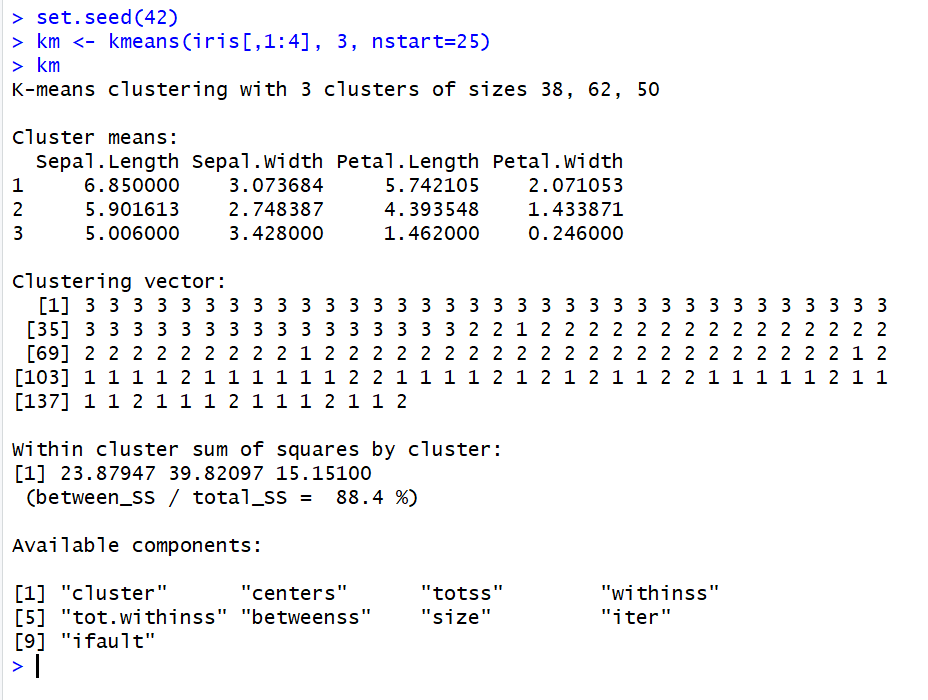 > set.seed(42)
> km <- kmeans(iris[,1:4], 3, nstart=25)
> km
K-means clustering with 3 clusters of sizes 38, 62, 50

Cluster means:
  Sepal.Length Sepal.Width Petal.Length Petal.Width
1     6.850000    3.073684     5.742105    2.071053
2     5.901613    2.748387     4.393548    1.433871
3     5.006000    3.428000     1.462000    0.246000

Clustering vector:
  [1] 3 3 3 3 3 3 3 3 3 3 3 3 3 3 3 3 3 3 3 3 3 3 3 3 3 3 3 3 3 3 3 3 3 3
 [35] 3 3 3 3 3 3 3 3 3 3 3 3 3 3 3 3 2 2 1 2 2 2 2 2 2 2 2 2 2 2 2 2 2 2
 [69] 2 2 2 2 2 2 2 2 2 1 2 2 2 2 2 2 2 2 2 2 2 2 2 2 2 2 2 2 2 2 2 2 1 2
[103] 1 1 1 1 2 1 1 1 1 1 1 2 2 1 1 1 1 2 1 2 1 2 1 1 2 2 1 1 1 1 1 2 1 1
[137] 1 1 2 1 1 1 2 1 1 1 2 1 1 2

Within cluster sum of squares by cluster:
[1] 23.87947 39.82097 15.15100
 (between_SS / total_SS =  88.4 %)

Available components:

[1] "cluster"      "centers"      "totss"        "withinss"
[5] "tot.withinss" "betweenss"    "size"         "iter"
[9] "ifault"
>